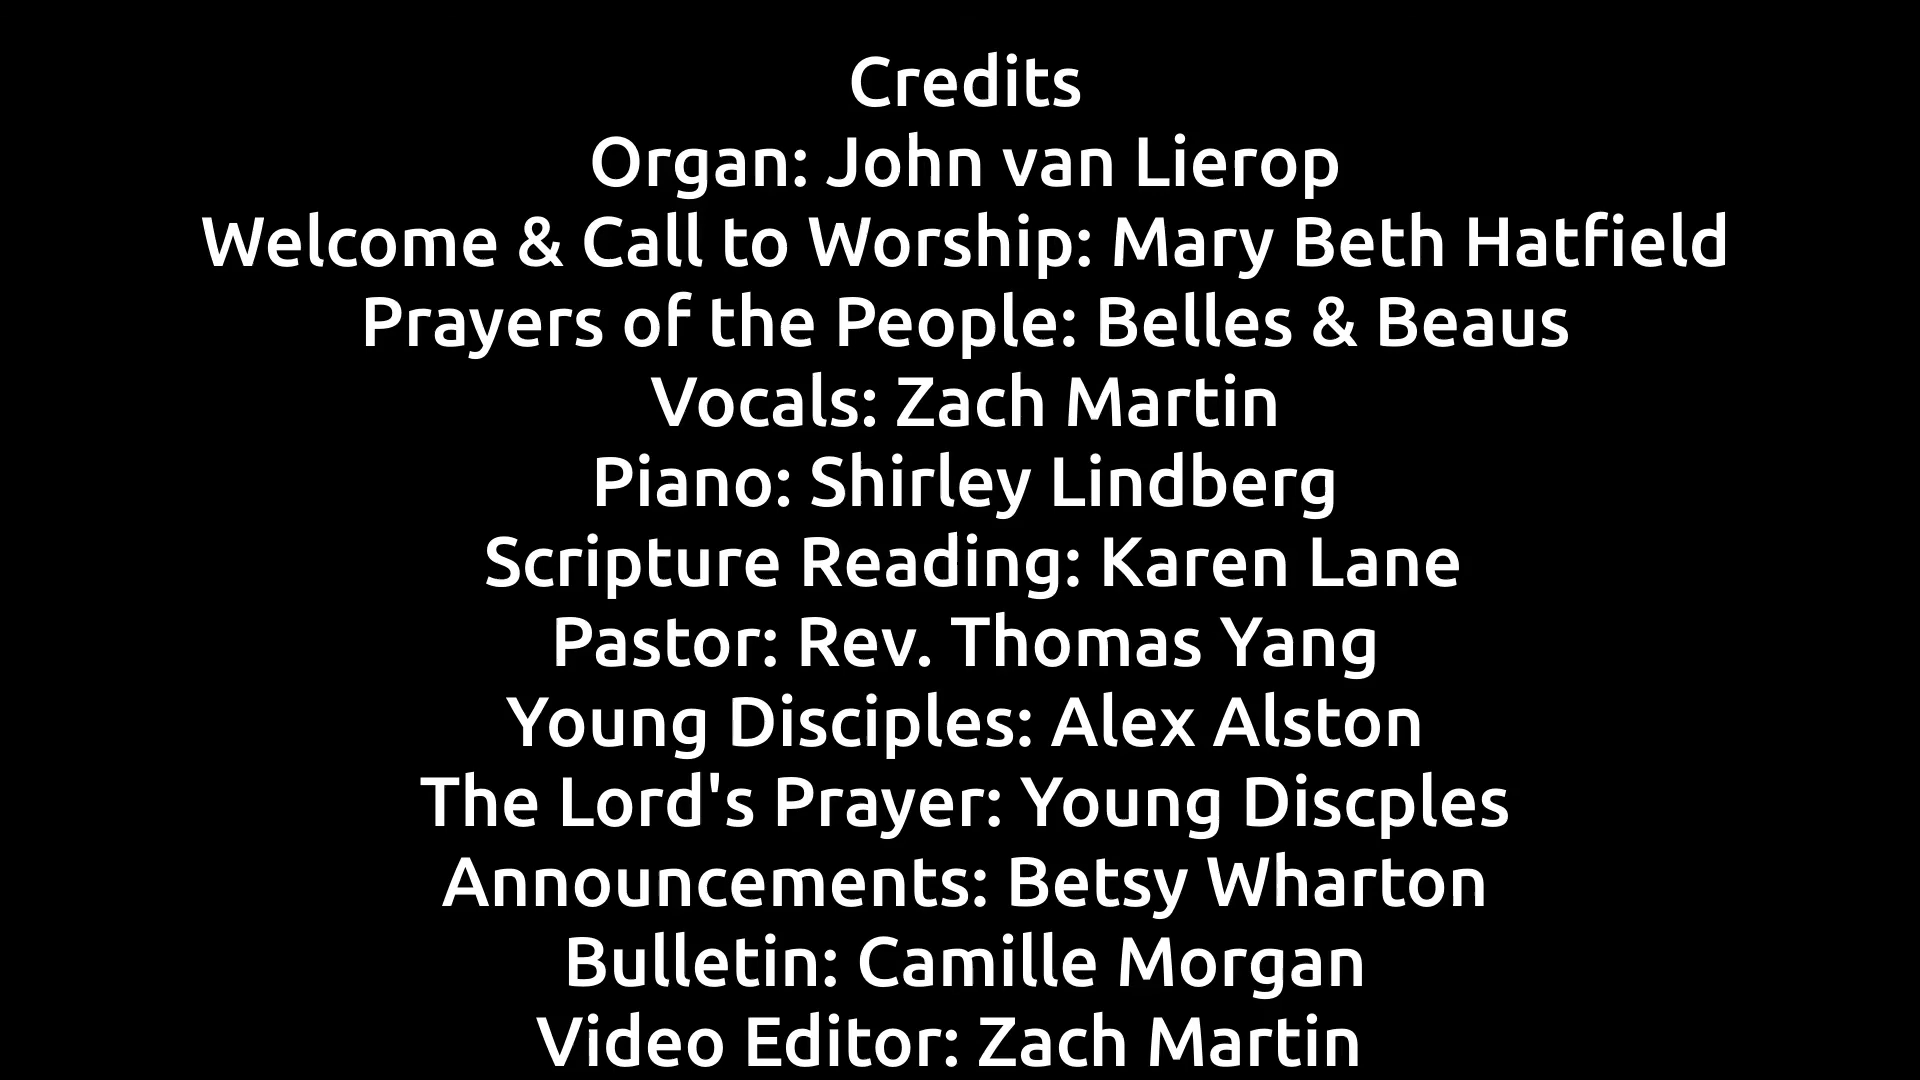 Credits
Organ: John van Lierop
Welcome & Call to Worship: Mary Beth Hatfield
Prayers of the People: Belles & Beaus
Vocals: Zach Martin
Piano: Shirley Lindberg
Scripture Reading: Karen Lane
Pastor: Rev. Thomas Yang
Young Disciples: Alex Alston
The Lord's Prayer: Young Discples
Announcements: Betsy Wharton
Bulletin: Camille Morgan
Video Editor: Zach Martin